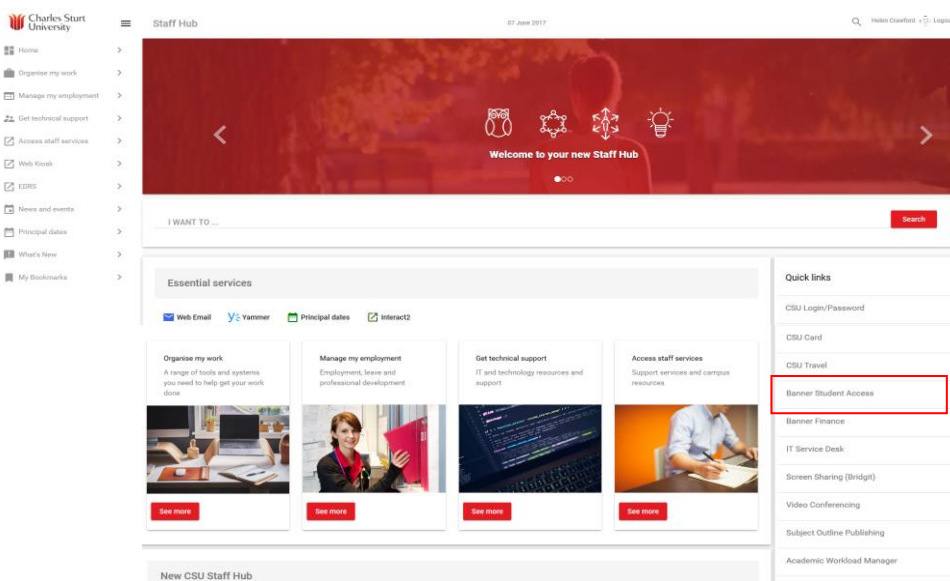 Charles Sturt
University
Staff Hub
07 June 2017
Helen Crawford
Logout
Home
Organise my work
Manage my employment
Get technical support
Access staff services
Web Kiosk
EDRS
News and events
Principal dates
What's New
My Bookmarks
Welcome to your new Staff Hub
I WANT TO ...
Search
Essential services
Web Email
Yammer
Principal dates
Interact2
Organise my work
A range of tools and systems
you need to help get your work
done
See more
Manage my employment
Employment, leave and
professional development
See more
Get technical support
IT and technology resources and
support
See more
Access staff services
Support services and campus
resources
See more
New CSU Staff Hub
Quick links
CSU Login/Password
CSU Card
CSU Travel
Banner Student Access
Banner Finance
IT Service Desk
Screen Sharing (Bridgit)
Video Conferencing
Subject Outline Publishing
Academic Workload Manager